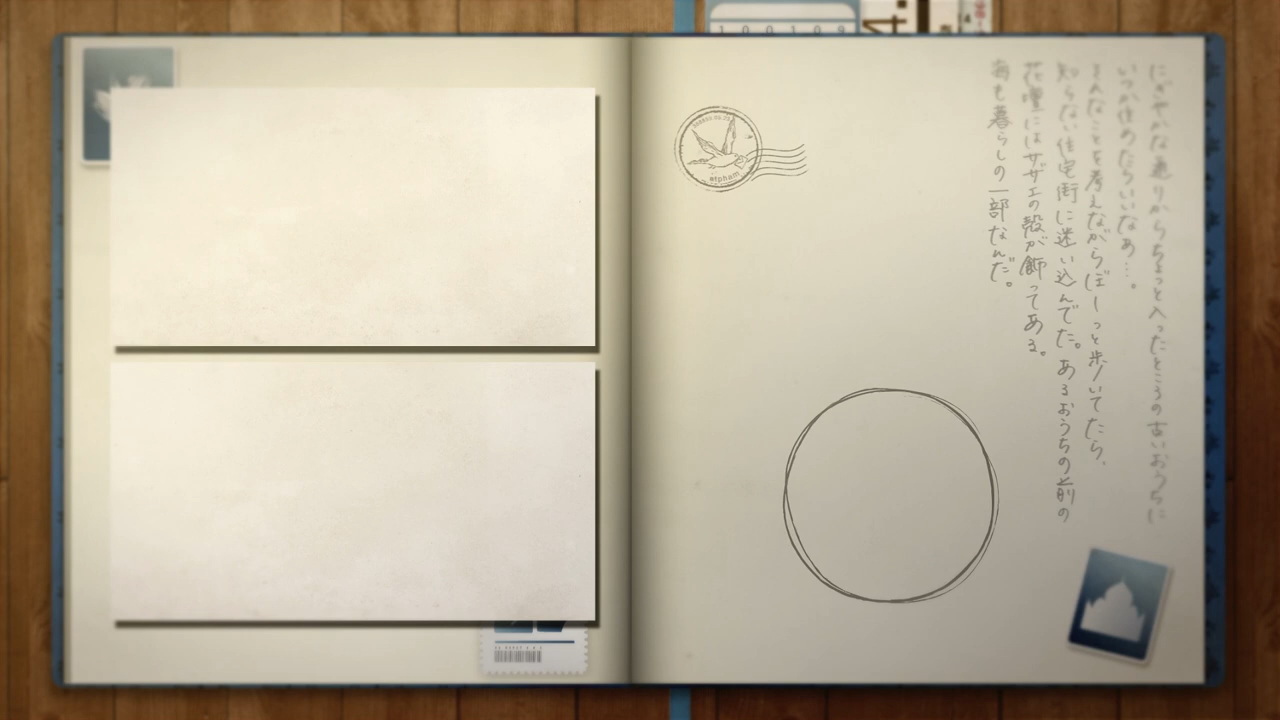 にぎやかな通りからちょっと入ったところの古いおうちに
いつか住めたらいいなぁ…。
そんなことを考えながらぼーっと歩いてたら、
知らない住宅街に迷い込んでた。あるおうちの前の
花壇にはサザエの殻が飾ってある。
海も暮らしの一部なんだ。
atpham
100109